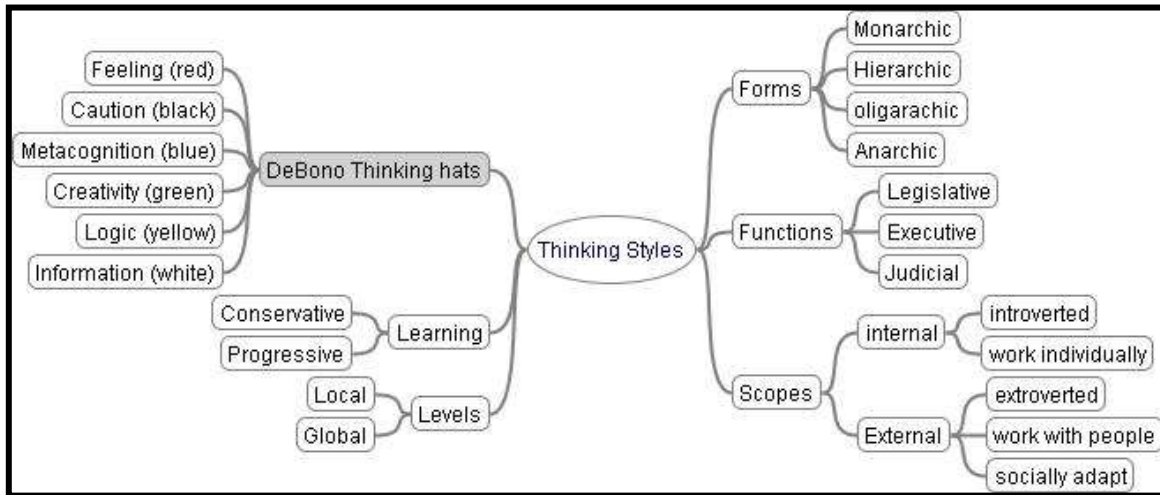 Thinking Styles
DeBono Thinking hats
Feeling (red)
Caution (black)
Metacognition (blue)
Creativity (green)
Logic (yellow)
Information (white)
Learning
Conservative
Progressive
Levels
Local
Global
Forms
Monarchic
Hierarchic
oligarachic
Anarchic
Functions
Legislative
Executive
Judicial
Scopes
internal
introverted
work individually
External
extroverted
work with people
socially adapt